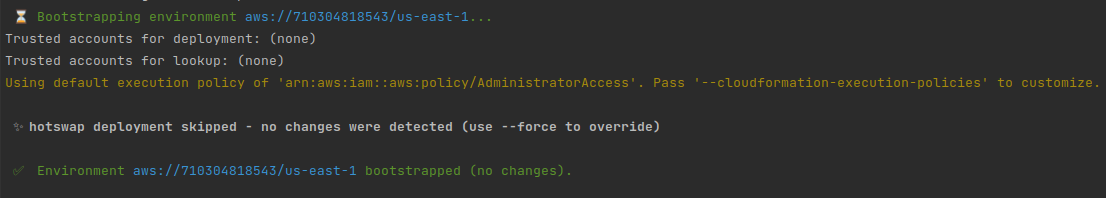 ⏳ Bootstrapping environment aws://710304818543/us-east-1...
Trusted accounts for deployment: (none)
Trusted accounts for lookup: (none)
Using default execution policy of 'arn:aws:iam::aws:policy/AdministratorAccess'. Pass '--cloudformation-execution-policies' to customize.
✨ hotswap deployment skipped - no changes were detected (use --force to override)
✅ Environment aws://710304818543/us-east-1 bootstrapped (no changes).